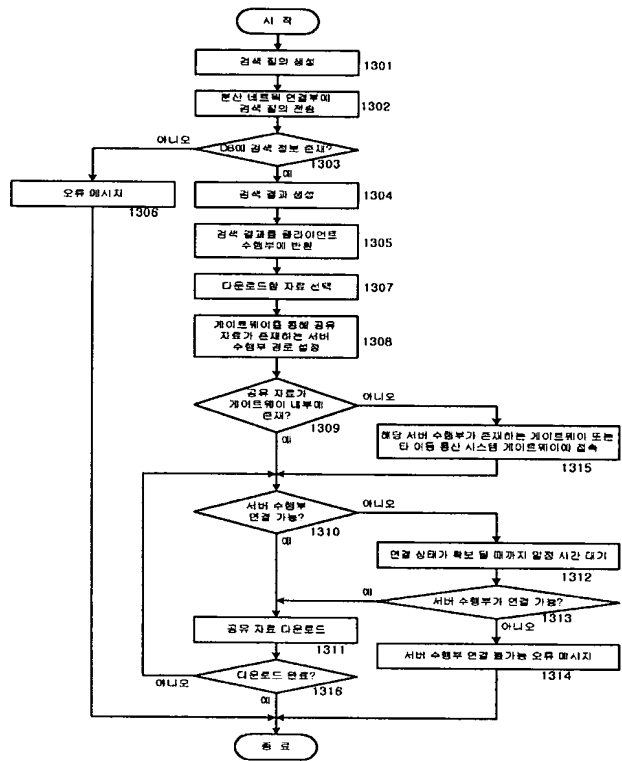 시 작
검색 질의 생성
1301
분산 네트워크 연결부에
검색 질의 전송
1302
아니오
DB에 검색 정보 존재?
1303
예
오류 메시지
1306
검색 결과 생성
1304
검색 결과를 클라이언트
수행부에 반환
1305
다운로드할 자료 선택
1307
게이트웨이를 통해 공유
자료가 존재하는 서버
수행부 경로 설정
1308
공유 자료가
게이트웨이 내부에
존재?
1309
아니오
예
해당 서버 수행부가 존재하는 게이트웨이 또는
타 이동 통신 시스템 게이트웨이에 접속
1315
서버 수행부
연결 가능?
1310
아니오
예
연결 상태가 확보 될 때까지 일정 시간 대기
1312
예
서버 수행부가 연결 가능?
1313
아니오
공유 자료 다운로드
1311
서버 수행부 연결 불가능 오류 메시지
1314
다운로드 완료?
1316
아니오
예
종 료